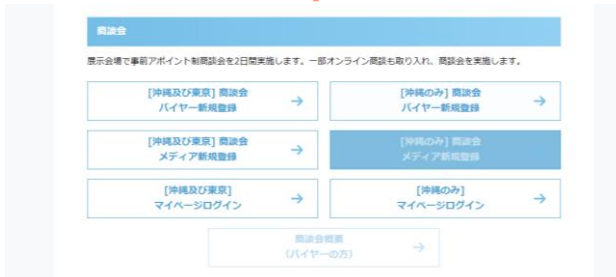 商談会
展示会場で事前アポイント制商談会を2日間実施します。一部オンライン商談も取り入れ、商談会を実施します。
[沖縄及び東京] 商談会
バイヤー新規登録
[沖縄のみ] 商談会
バイヤー新規登録
[沖縄及び東京] 商談会
メディア新規登録
[沖縄のみ] 商談会
メディア新規登録
[沖縄及び東京]
マイページログイン
[沖縄のみ]
マイページログイン
商談会概要
(バイヤーの方)